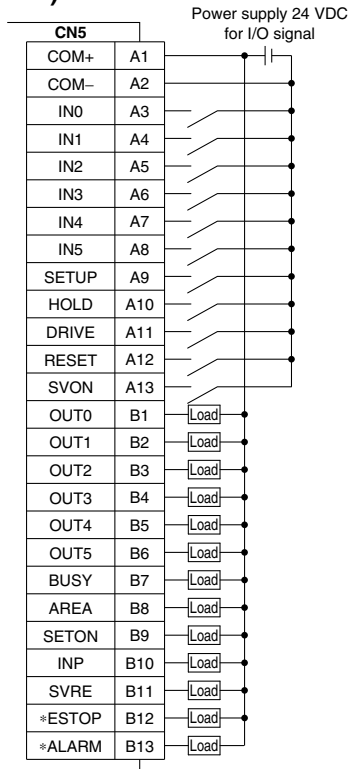 Power supply 24 VDC
for I/O signal
CN5
COM+ A1
COM− A2
IN0 A3
IN1 A4
IN2 A5
IN3 A6
IN4 A7
IN5 A8
SETUP A9
HOLD A10
DRIVE A11
RESET A12
SVON A13
OUT0 B1 Load
OUT1 B2 Load
OUT2 B3 Load
OUT3 B4 Load
OUT4 B5 Load
OUT5 B6 Load
BUSY B7 Load
AREA B8 Load
SETON B9 Load
INP B10 Load
SVRE B11 Load
∗ESTOP B12 Load
∗ALARM B13 Load